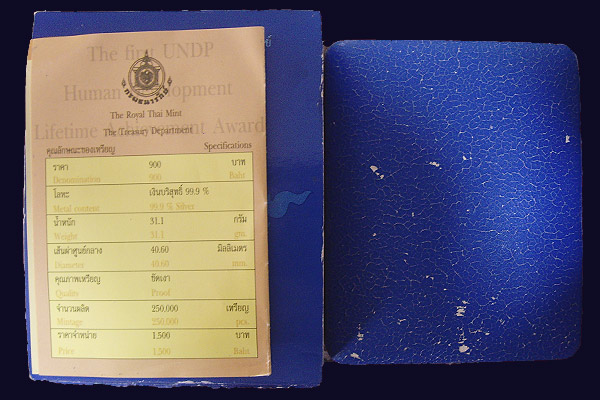 The first UNDP
Human Development
Lifetime Achievement Award
กรมธนารักษ์
The Royal Thai Mint
The Treasury Department
คุณลักษณะของเหรียญ Specifications
ราคา 900 บาท
Denomination 900 Baht
โลหะ เงินบริสุทธิ์ 99.9 %
Metal content 99.9 % Silver
น้ำหนัก 31.1 กรัม
Weight 31.1 gm.
เส้นผ่าศูนย์กลาง 40.60 มิลลิเมตร
Diameter 40.60 mm.
คุณภาพเหรียญ ขัดเงา
Quality Proof
จำนวนผลิต 250,000 เหรียญ
Mintage 250,000 pcs.
ราคาจำหน่าย 1,500 บาท
Price 1,500 Baht